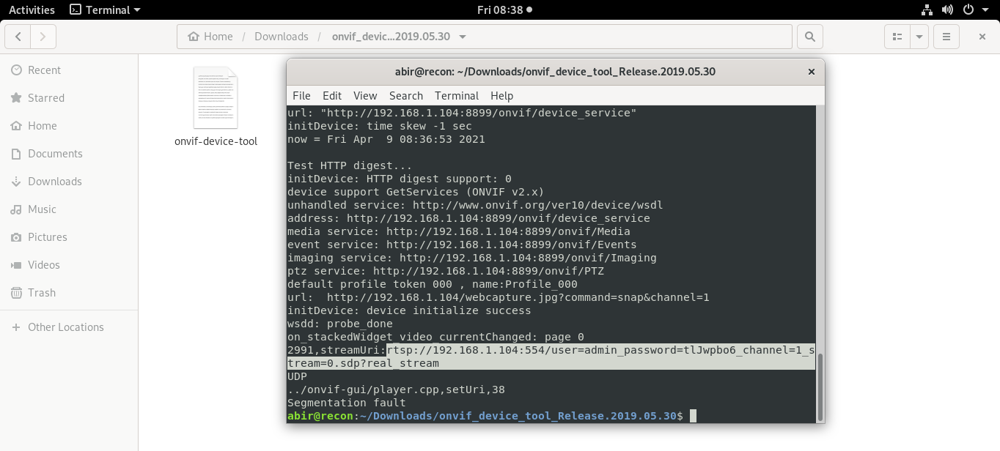 Activities Terminal Fri 08:38
Home / Downloads / onvif_devic...2019.05.30
Recent
Starred
Home
Documents
Downloads
Music
Pictures
Videos
Trash
Other Locations
onvif-device-tool
abir@recon: ~/Downloads/onvif_device_tool_Release.2019.05.30
File Edit View Search Terminal Help
url: "http://192.168.1.104:8899/onvif/device_service"
initDevice: time skew -1 sec
now = Fri Apr  9 08:36:53 2021
Test HTTP digest...
initDevice: HTTP digest support: 0
device support GetServices (ONVIF v2.x)
unhandled service: http://www.onvif.org/ver10/device/wsdl
address: http://192.168.1.104:8899/onvif/device_service
media service: http://192.168.1.104:8899/onvif/Media
event service: http://192.168.1.104:8899/onvif/Events
imaging service: http://192.168.1.104:8899/onvif/Imaging
ptz service: http://192.168.1.104:8899/onvif/PTZ
default profile token 000 , name:Profile_000
url:  http://192.168.1.104/webcapture.jpg?command=snap&channel=1
initDevice: device initialize success
wsdd: probe_done
on_stackedWidget_video_currentChanged: page 0
2991,streamUri:rtsp://192.168.1.104:554/user=admin_password=tlJwpbo6_channel=1_s
tream=0.sdp?real_stream
UDP
../onvif-gui/player.cpp,setUri,38
Segmentation fault
abir@recon:~/Downloads/onvif_device_tool_Release.2019.05.30$